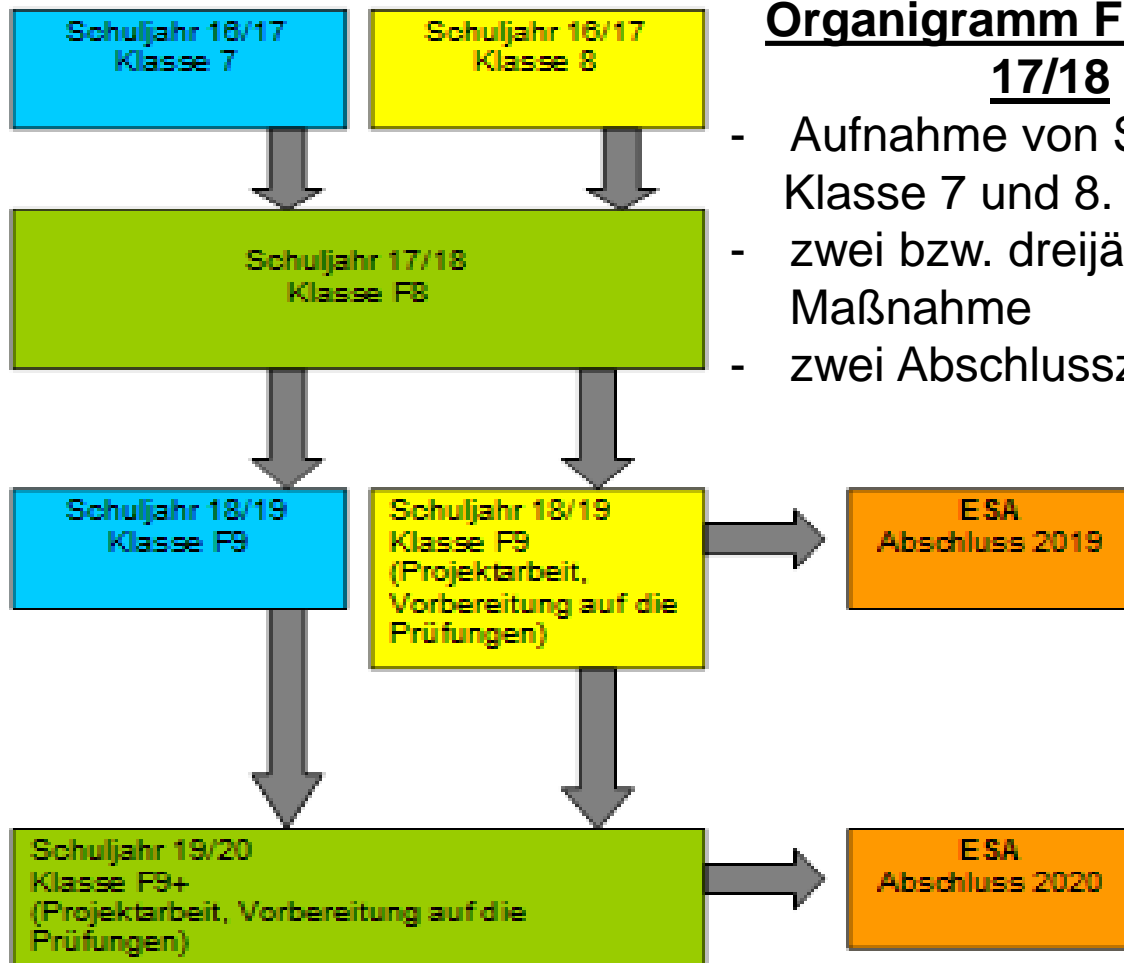 Schuljahr 16/17
Klasse 7
Schuljahr 16/17
Klasse 8
Organigramm F
17/18
- Aufnahme von S
Klasse 7 und 8.
- zwei bzw. dreijä
Maßnahme
- zwei Abschlussz
Schuljahr 17/18
Klasse F8
Schuljahr 18/19
Klasse F9
Schuljahr 18/19
Klasse F9
(Projektarbeit,
Vorbereitung auf die
Prüfungen)
ESA
Abschluss 2019
Schuljahr 19/20
Klasse F9+
(Projektarbeit, Vorbereitung auf die
Prüfungen)
ESA
Abschluss 2020